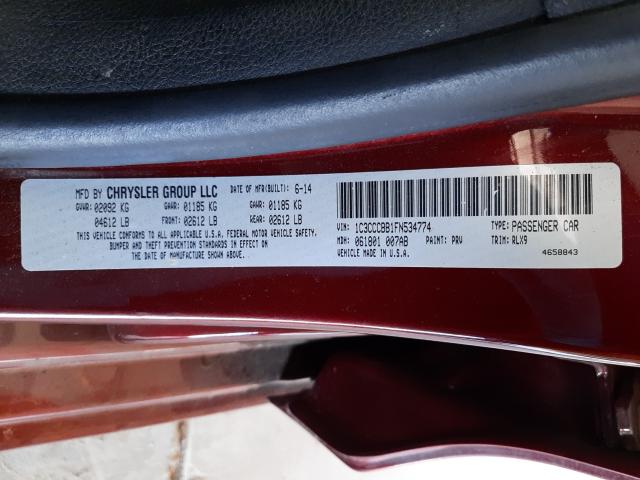 MFD BY CHRYSLER GROUP LLC DATE OF MFR(BUILT): 6-14
GVWR: 02092 KG GAWR: 01185 KG GAWR: 01185 KG
04612 LB FRONT: 02612 LB REAR: 02612 LB
THIS VEHICLE CONFORMS TO ALL APPLICABLE U.S.A. FEDERAL MOTOR VEHICLE SAFETY,
BUMPER AND THEFT PREVENTION STANDARDS IN EFFECT ON
THE DATE OF MANUFACTURE SHOWN ABOVE.
VIN: 1C3CCCBB1FN534774 TYPE: PASSENGER CAR
MDH: 061801 007AB PAINT: PRV TRIM: RLX9
VEHICLE MADE IN U.S.A. 4658843